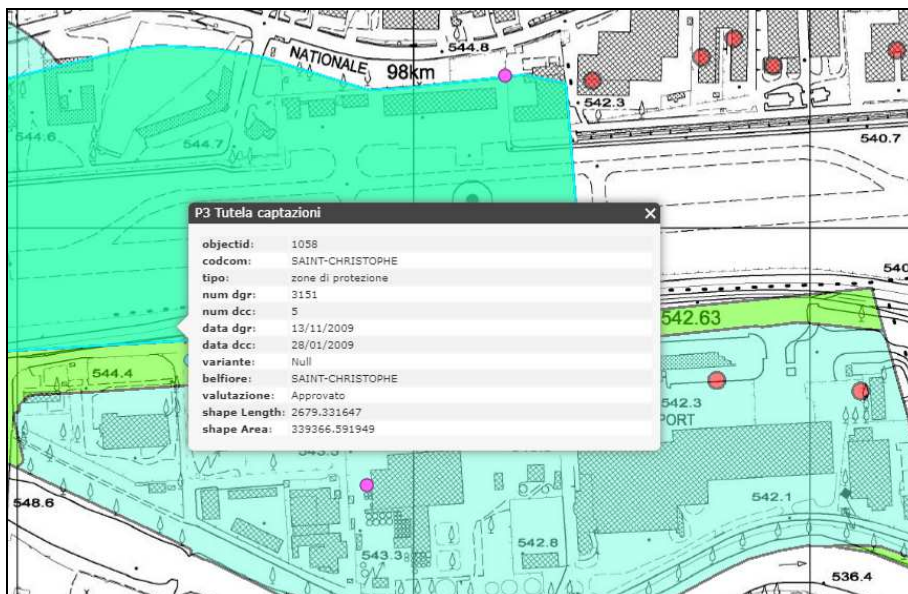 544.8
NATIONALE
98km
542.3
544.6
544.7
540.7
P3 Tutela captazioni
objectid: 1058
codcom: SAINT-CHRISTOPHE
tipo: zone di protezione
num dgr: 3151
num dcc: 5
data dgr: 13/11/2009
data dcc: 28/01/2009
variante: Null
belfiore: SAINT-CHRISTOPHE
valutazione: Approvato
shape Length: 2679.331647
shape Area: 339366.591949
540
542.63
544.4
542.3
PORT
548.6
542.1
543.3
542.8
536.4